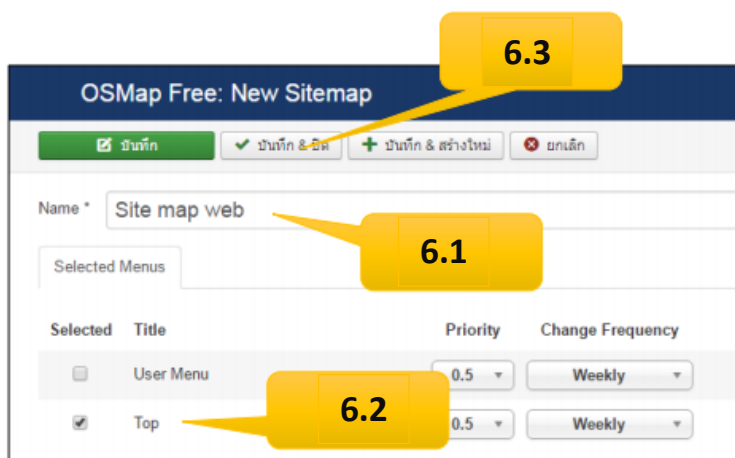 6.3
OSMap Free: New Sitemap
บันทึก บันทึก & ปิด บันทึก & สร้างใหม่ ยกเลิก
Name * Site map web
6.1
Selected Menus
Selected Title Priority Change Frequency
User Menu 0.5 Weekly
6.2
Top 0.5 Weekly